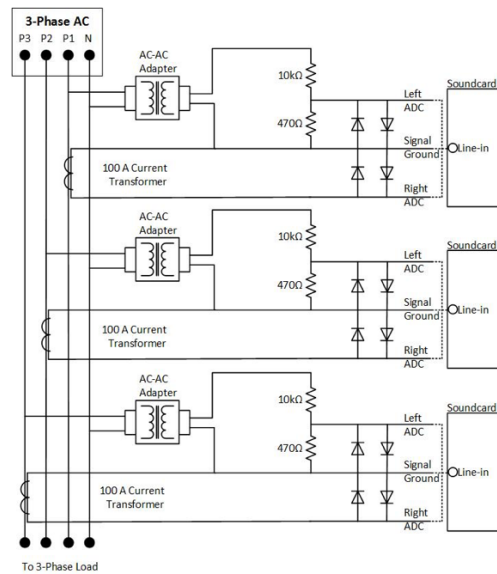 3-Phase AC
P3 P2 P1 N
AC-AC
Adapter
10kΩ
470Ω
Left
ADC
Signal
Ground
Right
ADC
Soundcard
Line-in
100 A Current
Transformer
AC-AC
Adapter
10kΩ
470Ω
Left
ADC
Signal
Ground
Right
ADC
Soundcard
Line-in
100 A Current
Transformer
AC-AC
Adapter
10kΩ
470Ω
Left
ADC
Signal
Ground
Right
ADC
Soundcard
Line-in
100 A Current
Transformer
To 3-Phase Load